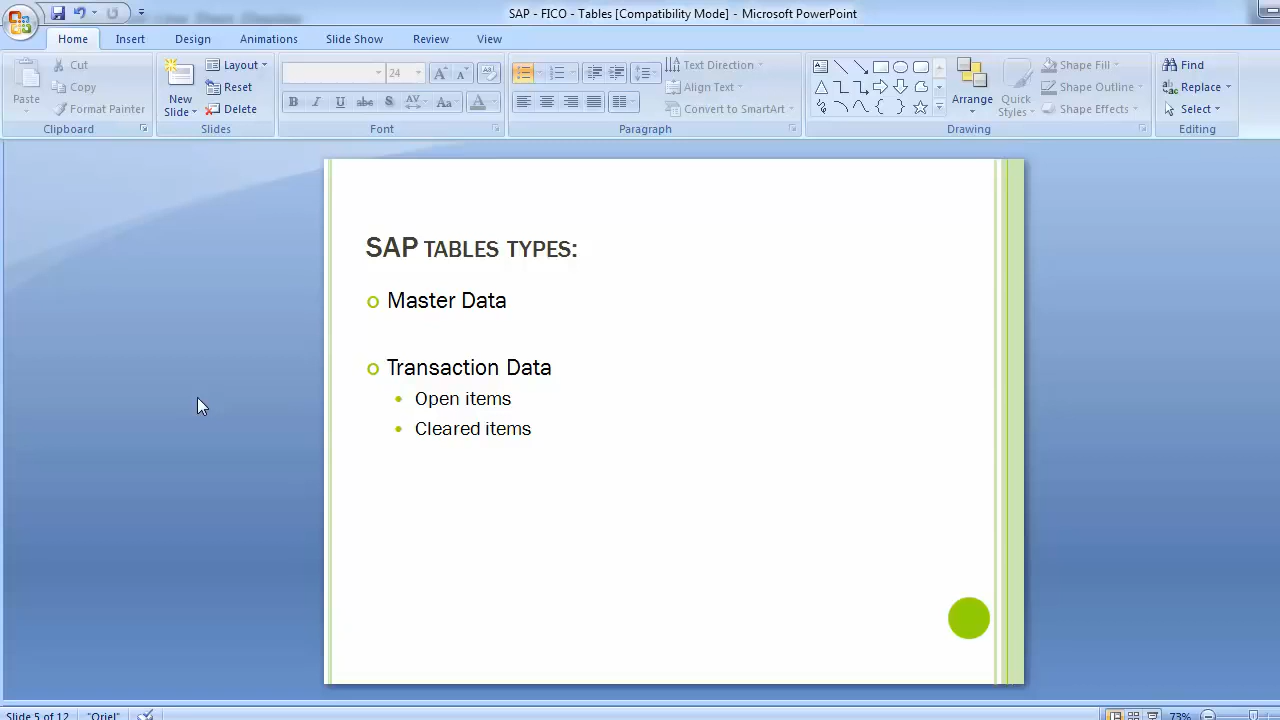 SAP - FICO - Tables [Compatibility Mode] - Microsoft PowerPoint
Home Insert Design Animations Slide Show Review View
Cut Layout 24 Text Direction Shape Fill Find
Paste Copy New Slide Reset Align Text Arrange Quick Styles Shape Outline Replace
Format Painter Delete B I U abc S AV Aa A Convert to SmartArt Shape Effects Select
Clipboard Slides Font Paragraph Drawing Editing
SAP TABLES TYPES:
Master Data
Transaction Data
Open items
Cleared items
Slide 5 of 12 "Oriel" 73%